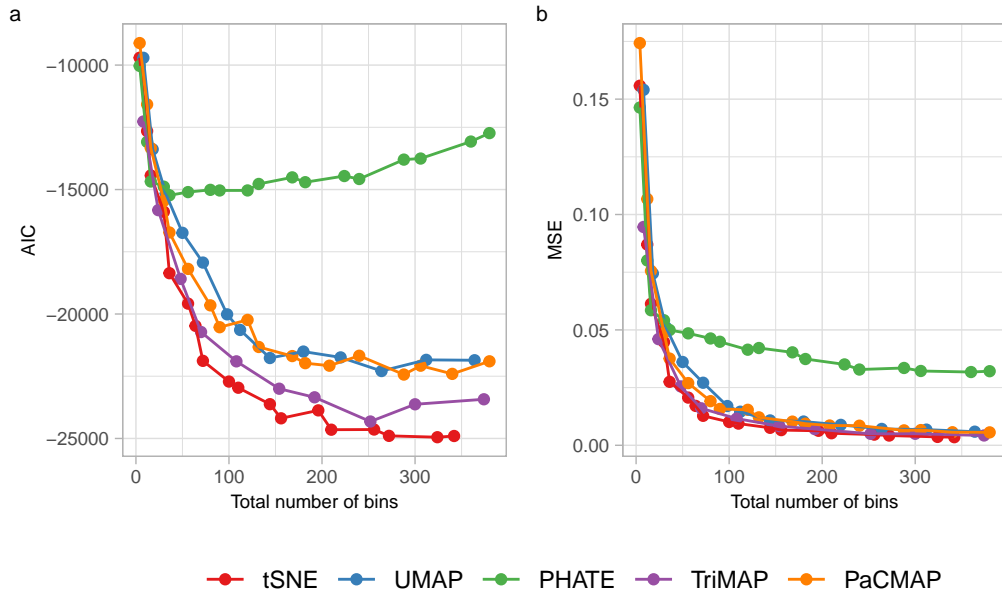 a
b
−10000
−15000
−20000
−25000
AIC
0
100
200
300
Total number of bins
0.15
0.10
0.05
0.00
MSE
0
100
200
300
Total number of bins
tSNE
UMAP
PHATE
TriMAP
PaCMAP